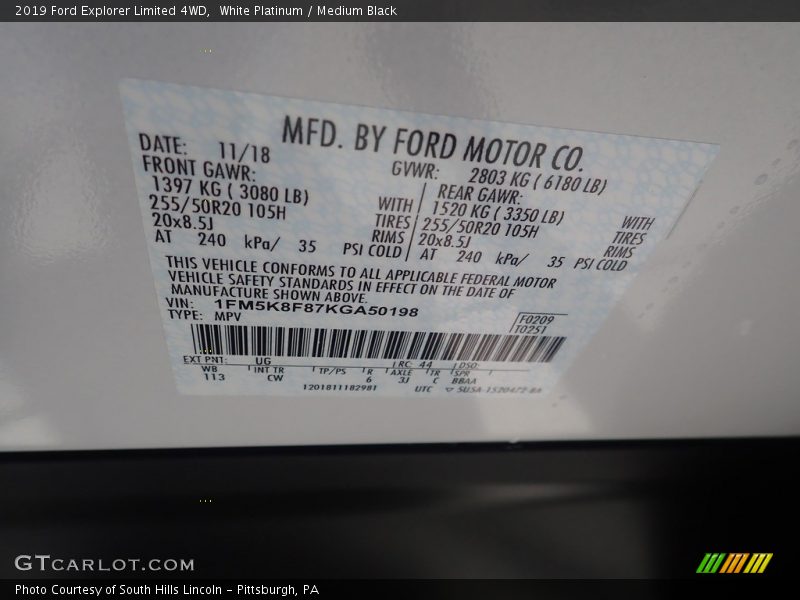 2019 Ford Explorer Limited 4WD, White Platinum / Medium Black
MFD. BY FORD MOTOR CO.
DATE: 11/18 GVWR: 2803 KG ( 6180 LB)
FRONT GAWR: REAR GAWR:
1397 KG ( 3080 LB) WITH 1520 KG ( 3350 LB) WITH
255/50R20 105H TIRES 255/50R20 105H TIRES
20x8.5J RIMS 20x8.5J RIMS
AT 240 kPa/ 35 PSI COLD AT 240 kPa/ 35 PSI COLD
THIS VEHICLE CONFORMS TO ALL APPLICABLE FEDERAL MOTOR
VEHICLE SAFETY STANDARDS IN EFFECT ON THE DATE OF
MANUFACTURE SHOWN ABOVE.
VIN: 1FM5K8F87KGA50198 F0209
TYPE: MPV T0251
EXT PNT: UG RC: 44 DSO:
WB INT TR TP/PS R AXLE TR SPR
113 CW 6 3J C BBAA
1201811182981 UTC 5U5A-1520472-BA
GTCARLOT.COM
Photo Courtesy of South Hills Lincoln - Pittsburgh, PA